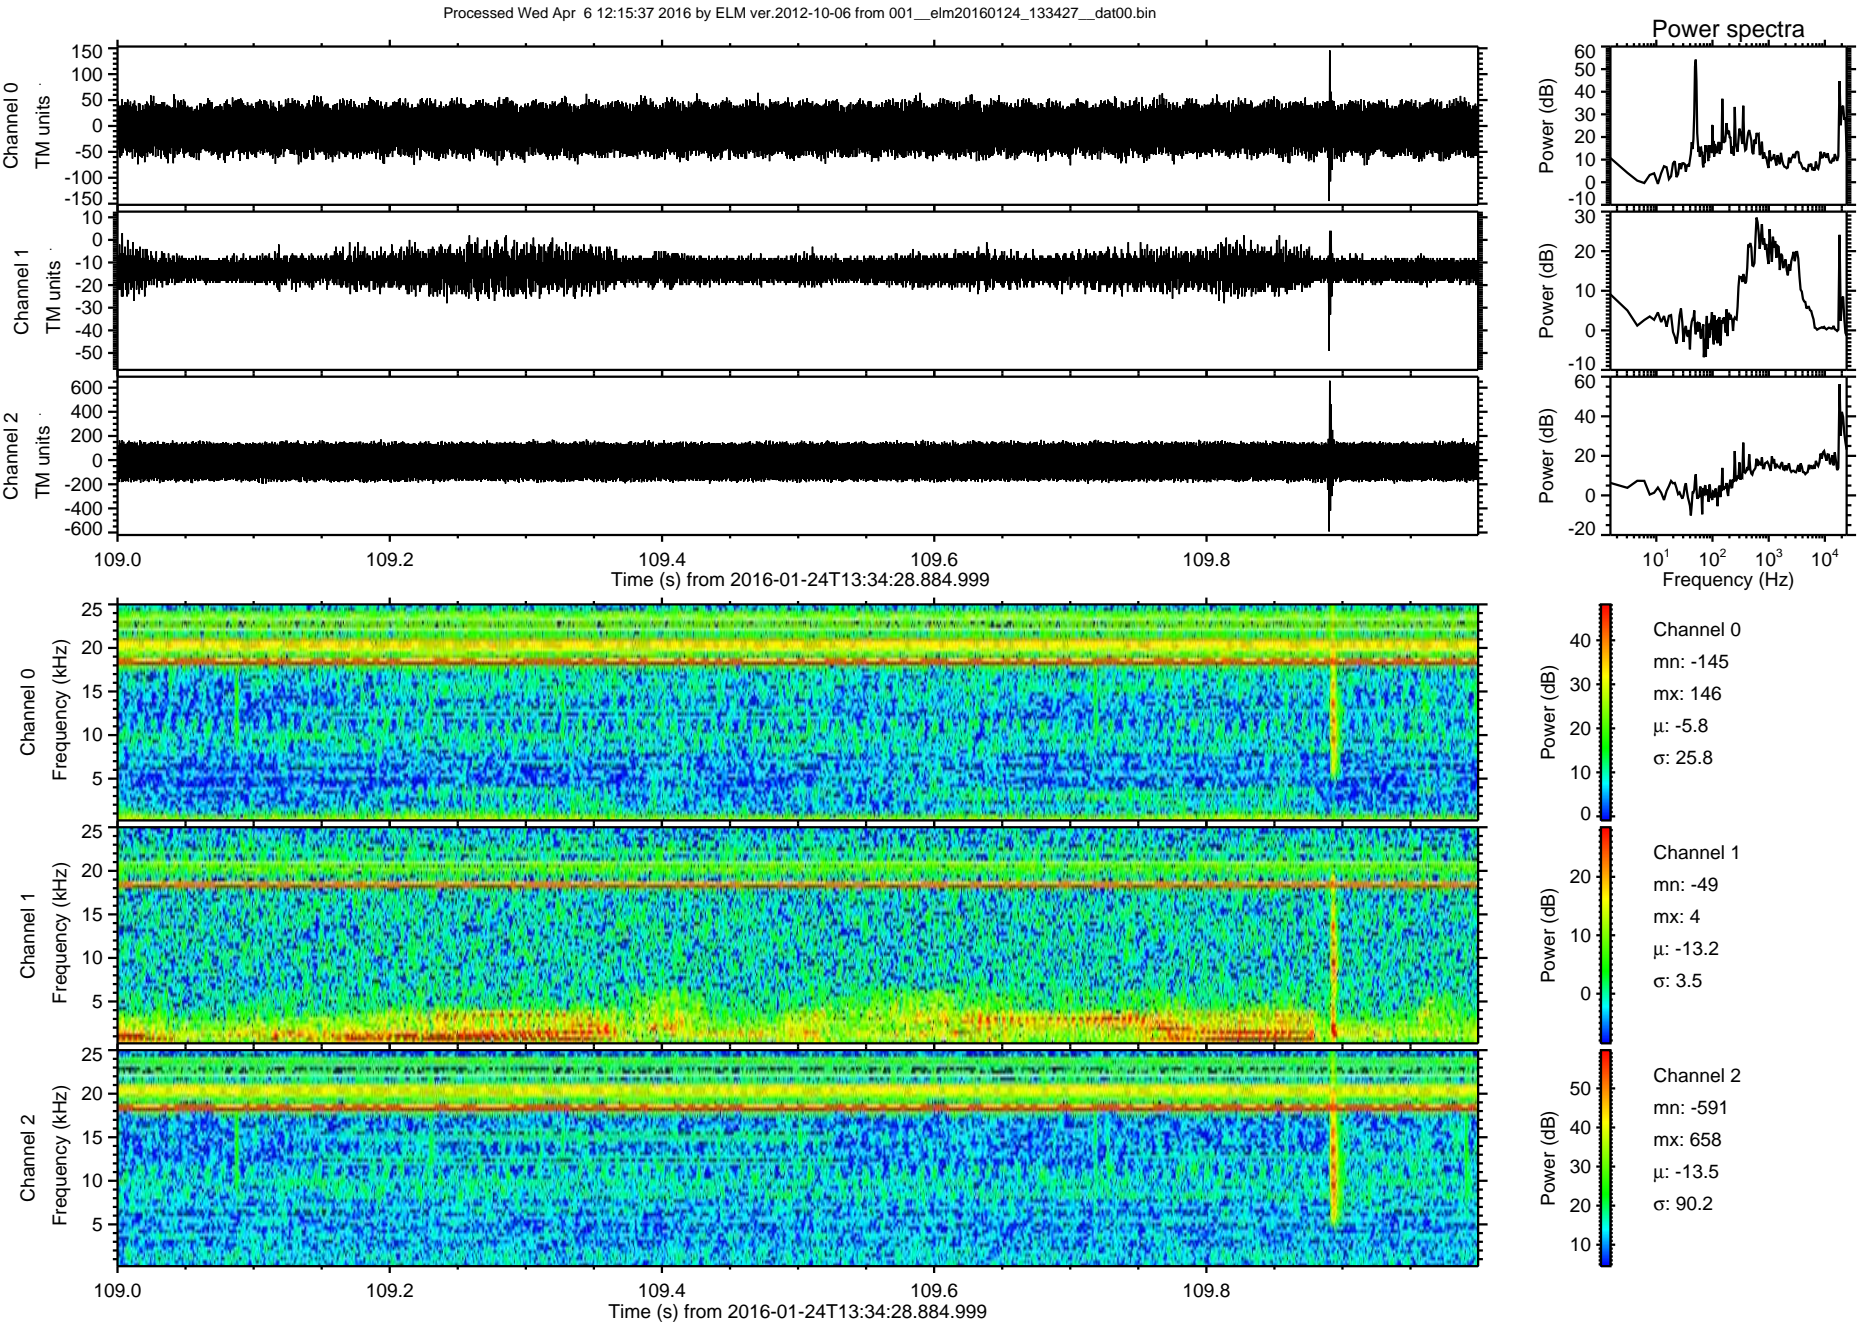 Processed Wed Apr  6 12:15:37 2016 by ELM ver.2012-10-06 from 001__elm20160124_133427__dat00.bin
Power spectra
Channel 0
TM units
150
100
50
0
-50
-100
-150
Power (dB)
60
50
40
30
20
10
0
-10
Channel 1
TM units
10
0
-10
-20
-30
-40
-50
Power (dB)
30
20
10
0
-10
Channel 2
TM units
600
400
200
0
-200
-400
-600
Power (dB)
60
40
20
0
-20
109.0 109.2 109.4 109.6 109.8
Time (s) from 2016-01-24T13:34:28.884.999
10^1 10^2 10^3 10^4
Frequency (Hz)
Channel 0
Frequency (kHz)
25
20
15
10
5
Power (dB)
40
30
20
10
0
Channel 0
mn: -145
mx: 146
μ: -5.8
σ: 25.8
Channel 1
Frequency (kHz)
25
20
15
10
5
Power (dB)
20
10
0
Channel 1
mn: -49
mx: 4
μ: -13.2
σ: 3.5
Channel 2
Frequency (kHz)
25
20
15
10
5
Power (dB)
50
40
30
20
10
Channel 2
mn: -591
mx: 658
μ: -13.5
σ: 90.2
109.0 109.2 109.4 109.6 109.8
Time (s) from 2016-01-24T13:34:28.884.999